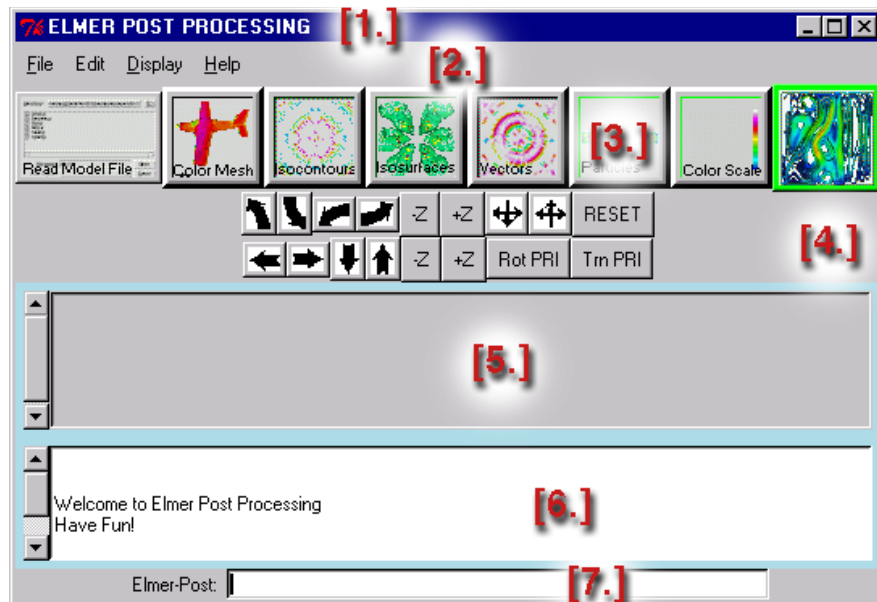 ELMER POST PROCESSING [1.]
File Edit Display Help [2.]
Read Model File Color Mesh Isocontours Isosurfaces Vectors Particles Color Scale [3.]
-Z +Z RESET
-Z +Z Rot PRI Trn PRI [4.]
[5.]
Welcome to Elmer Post Processing
Have Fun!
[6.]
Elmer-Post: [7.]